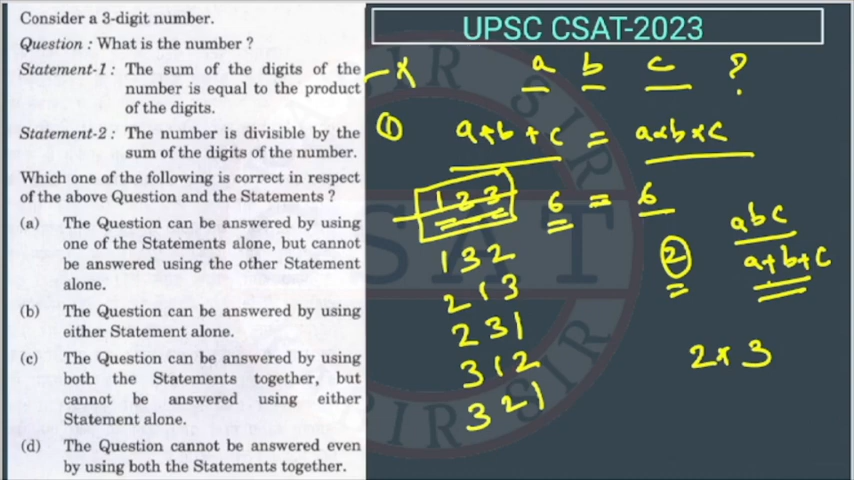 Consider a 3-digit number.
Question : What is the number ?
Statement-1 : The sum of the digits of the
number is equal to the product
of the digits.
Statement-2 : The number is divisible by the
sum of the digits of the number.
Which one of the following is correct in respect
of the above Question and the Statements ?
(a) The Question can be answered by using
one of the Statements alone, but cannot
be answered using the other Statement
alone.
(b) The Question can be answered by using
either Statement alone.
(c) The Question can be answered by using
both the Statements together, but
cannot be answered using either
Statement alone.
(d) The Question cannot be answered even
by using both the Statements together.
UPSC CSAT-2023
a b c ?
① a+b+c = a×b×c
123 6 = 6
132
213
231
312
321
② abc
a+b+c
2× 3
SIR
CSAT
SIR